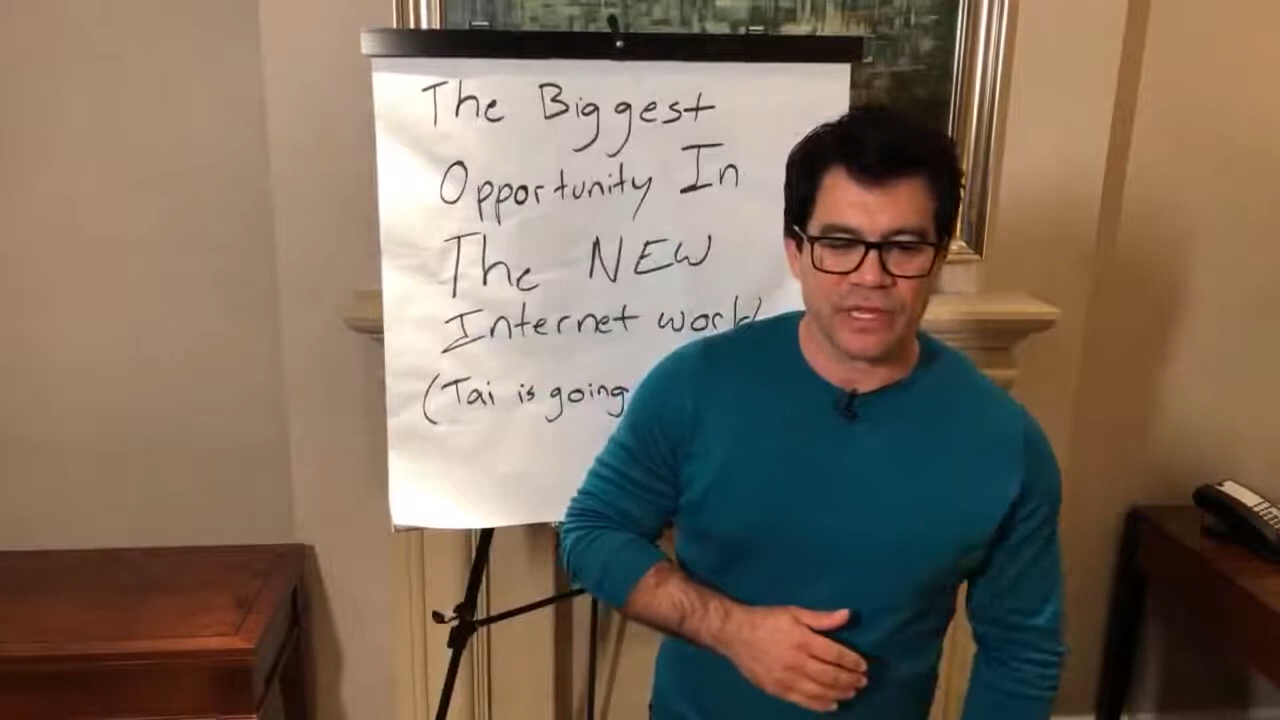 The Biggest
Opportunity In
The NEW
Internet world
(Tai is going